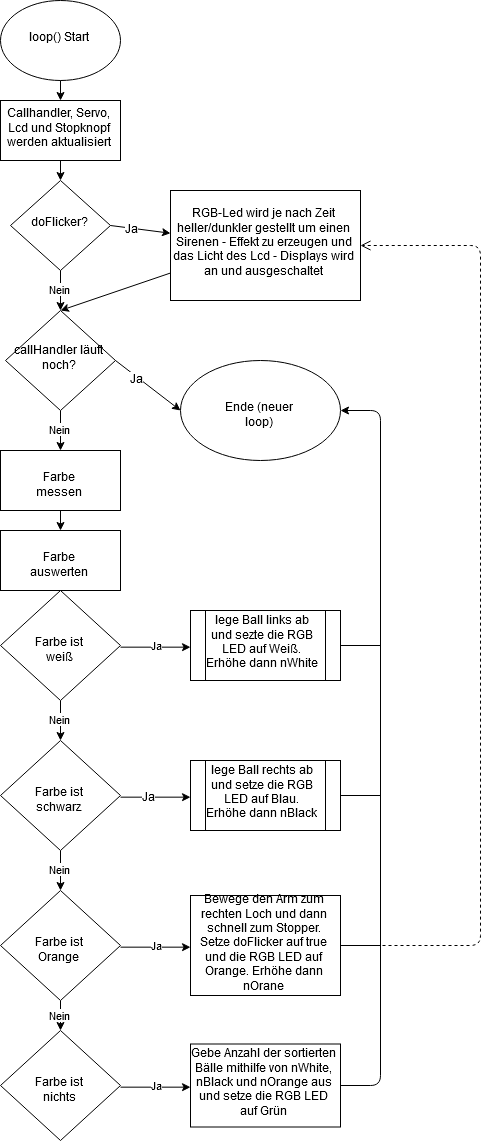 loop() Start
Callhandler, Servo,
Lcd und Stopknopf
werden aktualisiert
doFlicker?
Ja
RGB-Led wird je nach Zeit
heller/dunkler gestellt um einen
Sirenen - Effekt zu erzeugen und
das Licht des Lcd - Displays wird
an und ausgeschaltet
Nein
callHandler läuft
noch?
Ja
Ende (neuer
loop)
Nein
Farbe
messen
Farbe
auswerten
Farbe ist
weiß
Ja
lege Ball links ab
und sezte die RGB
LED auf Weiß.
Erhöhe dann nWhite
Nein
Farbe ist
schwarz
Ja
lege Ball rechts ab
und setze die RGB
LED auf Blau.
Erhöhe dann nBlack
Nein
Farbe ist
Orange
Ja
Bewege den Arm zum
rechten Loch und dann
schnell zum Stopper.
Setze doFlicker auf true
und die RGB LED auf
Orange. Erhöhe dann
nOrane
Nein
Farbe ist
nichts
Ja
Gebe Anzahl der sortierten
Bälle mithilfe von nWhite,
nBlack und nOrange aus
und setze die RGB LED
auf Grün